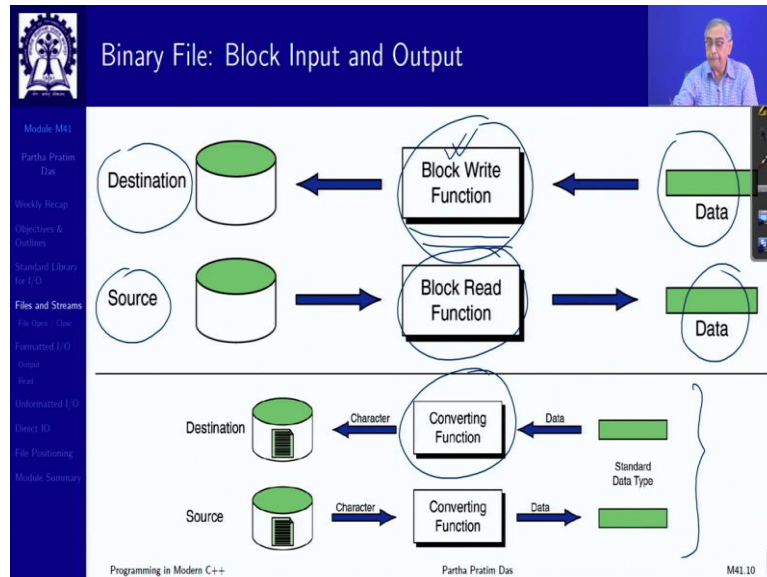 Binary File: Block Input and Output
Module M41
Partha Pratim
Das
Weekly Recap
Objectives &
Outlines
Standard Library
for I/O
Files and Streams
File Open / Close
Formatted I/O
Output
Read
Unformatted I/O
Direct IO
File Positioning
Module Summary
Destination
Block Write
Function
Data
Source
Block Read
Function
Data
Destination
Character
Converting
Function
Data
Standard
Data Type
Source
Character
Converting
Function
Data
Programming in Modern C++
Partha Pratim Das
M41.10